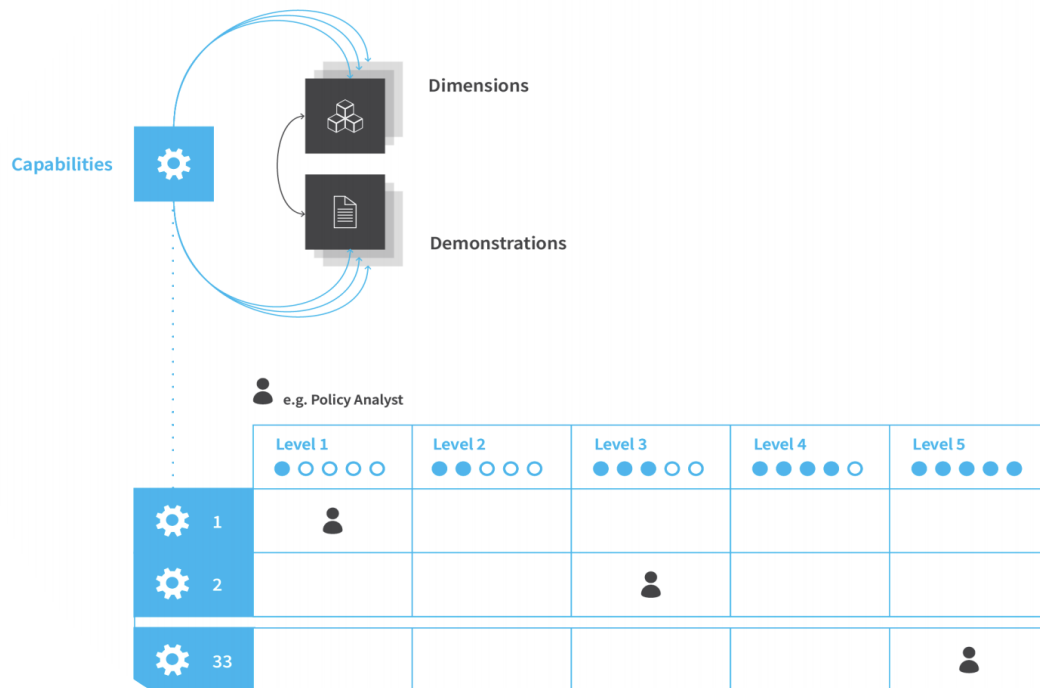 Dimensions
Capabilities
Demonstrations
e.g. Policy Analyst
Level 1
Level 2
Level 3
Level 4
Level 5
1
2
33